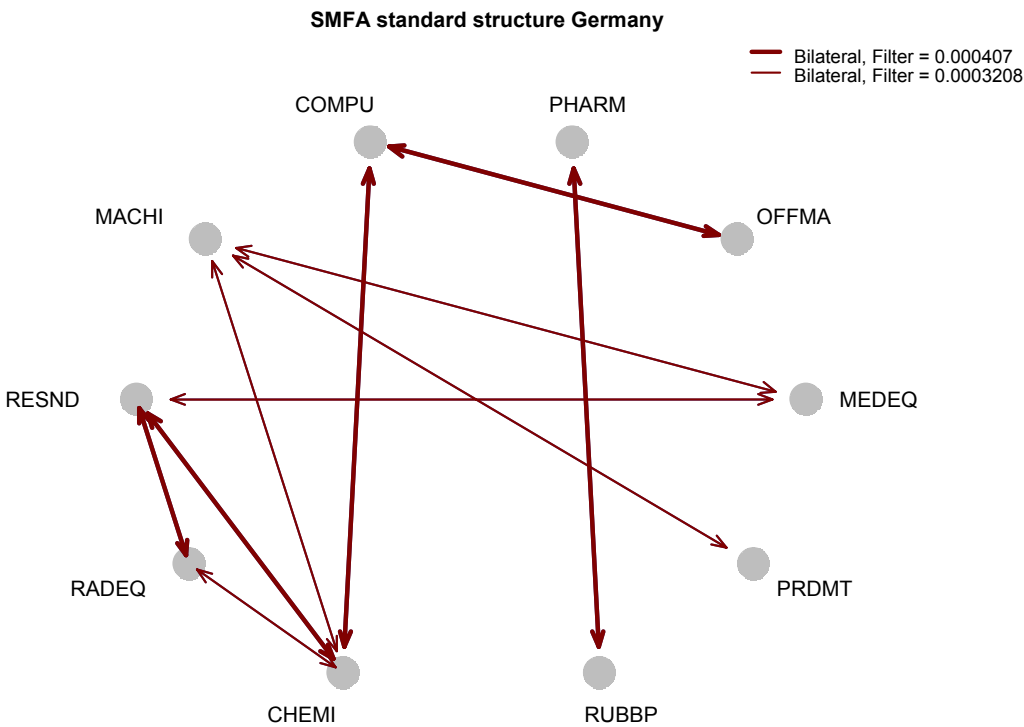 SMFA standard structure Germany
Bilateral, Filter = 0.000407
Bilateral, Filter = 0.0003208
COMPU
PHARM
MACHI
OFFMA
RESND
MEDEQ
RADEQ
PRDMT
CHEMI
RUBBP